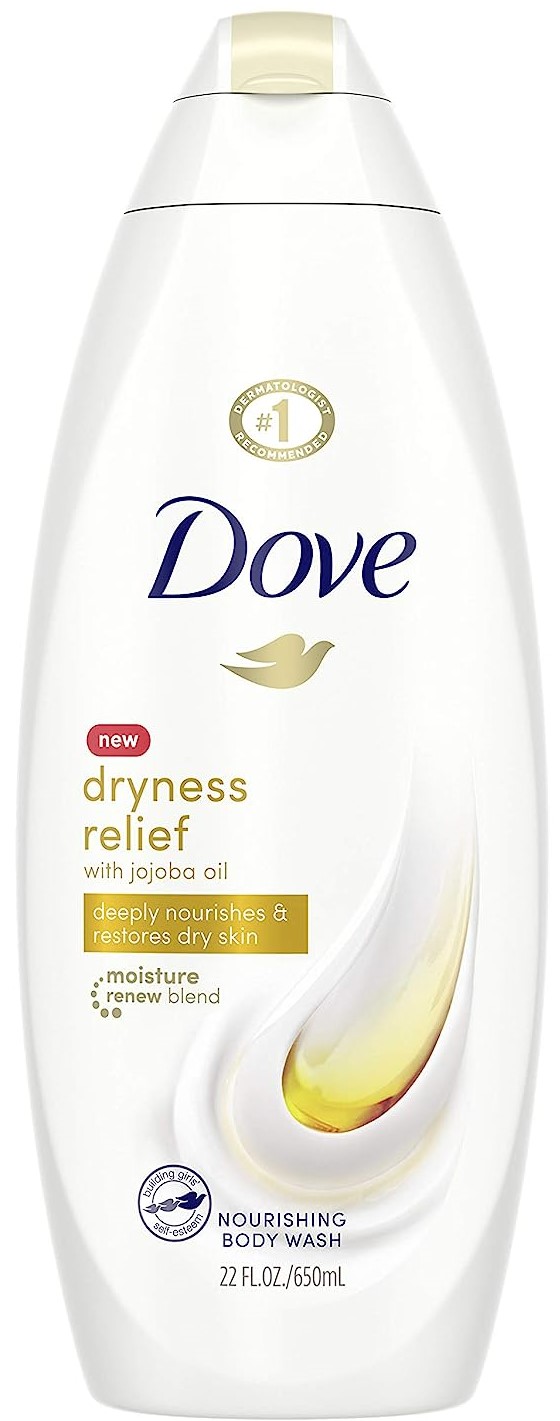 DERMATOLOGIST
#1
RECOMMENDED
Dove
new
dryness
relief
with jojoba oil
deeply nourishes &
restores dry skin
moisture
renew blend
building girls'
self-esteem
NOURISHING
BODY WASH
22 FL.OZ./650mL